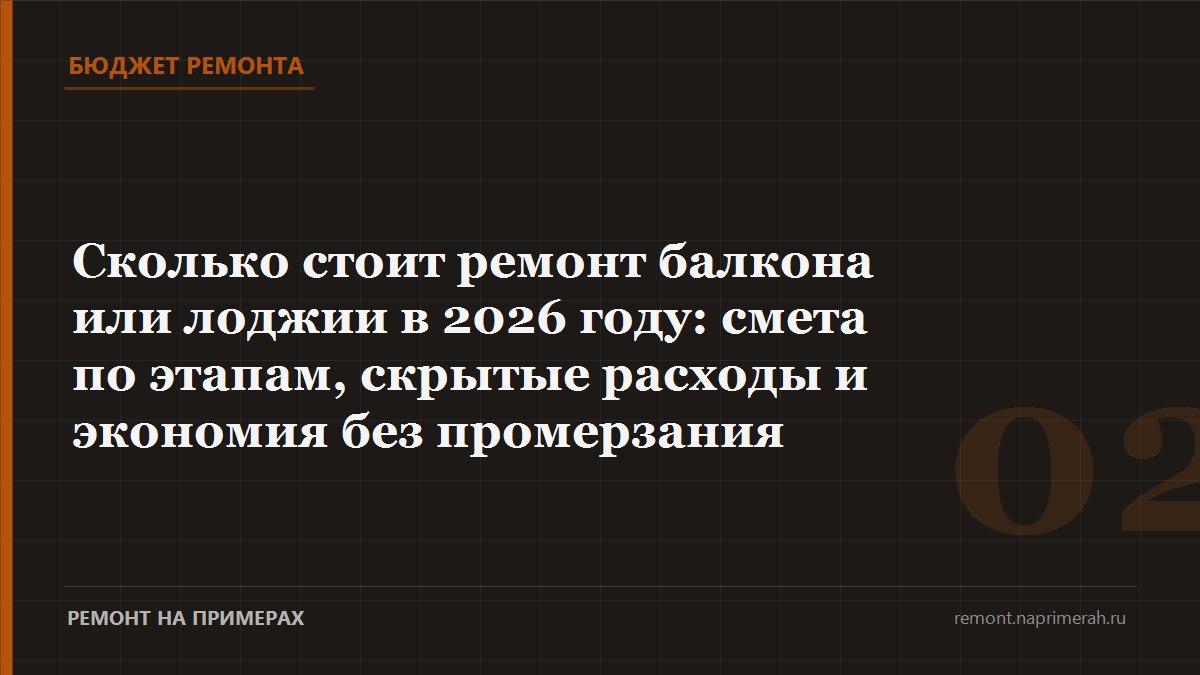 БЮДЖЕТ РЕМОНТА
Сколько стоит ремонт балкона
или лоджии в 2026 году: смета
по этапам, скрытые расходы и
экономия без промерзания
02
РЕМОНТ НА ПРИМЕРАХ
remont.naprimerah.ru